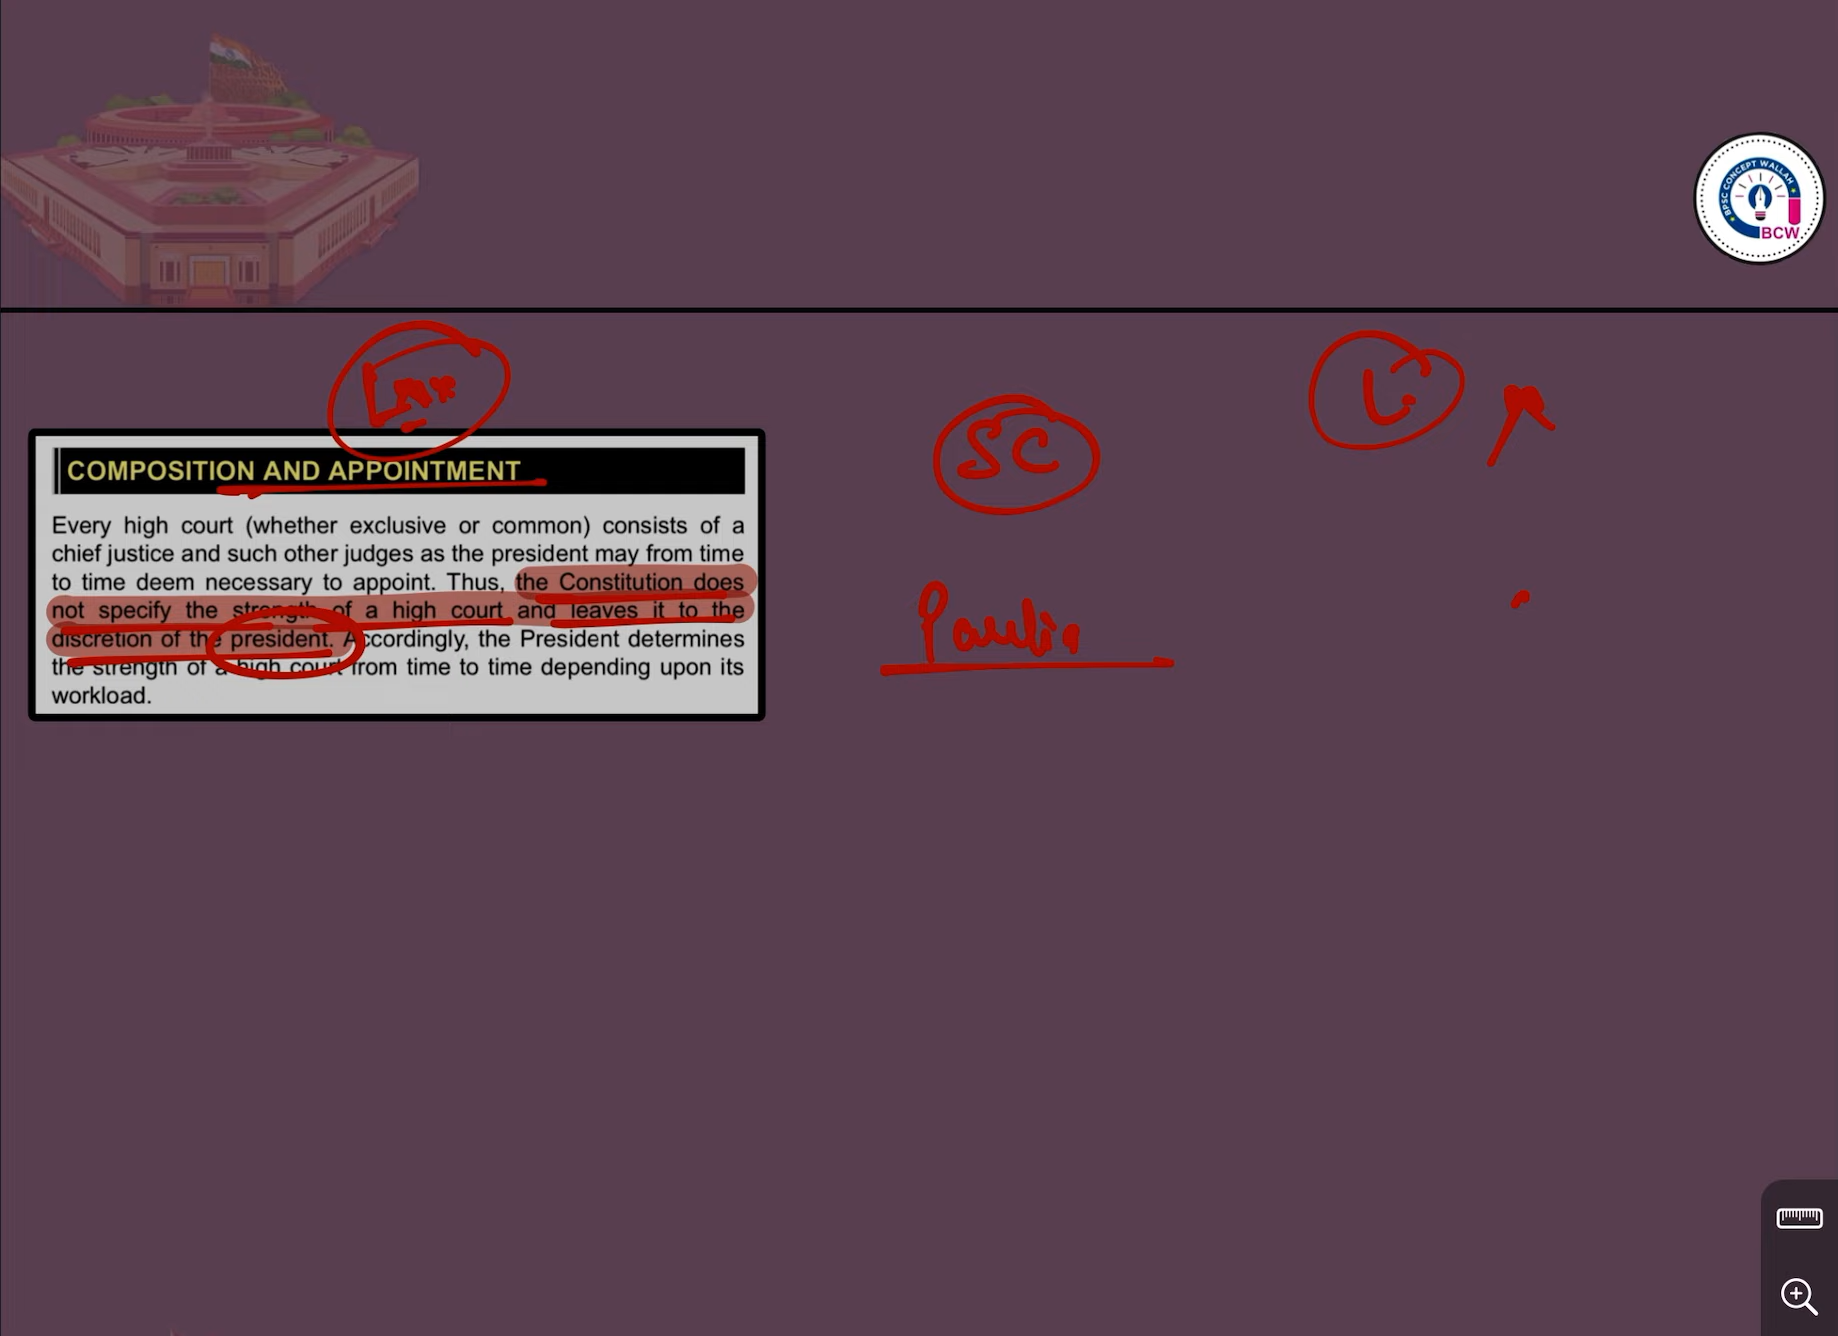 BPSC CONCEPT WALLAH
BCW
SC
COMPOSITION AND APPOINTMENT
Every high court (whether exclusive or common) consists of a
chief justice and such other judges as the president may from time
to time deem necessary to appoint. Thus, the Constitution does
not specify the strength of a high court and leaves it to the
discretion of the president. Accordingly, the President determines
the strength of a high court from time to time depending upon its
workload.